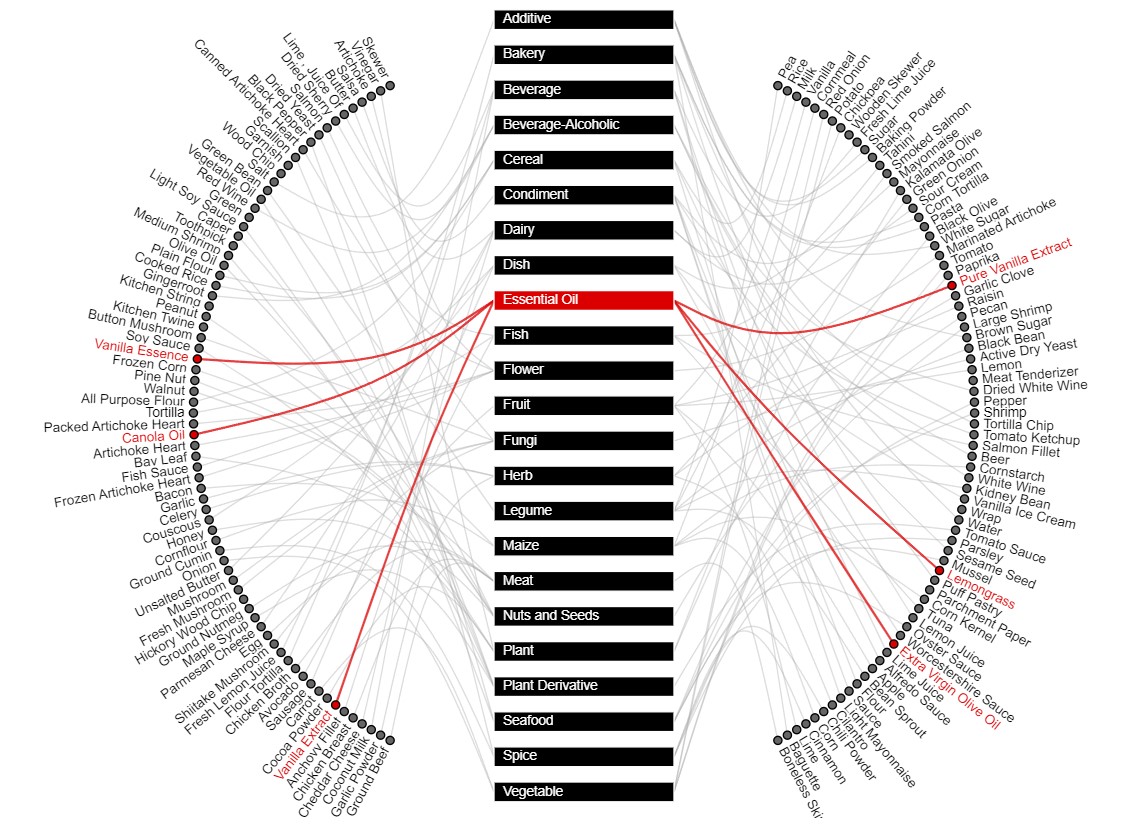 Additive
Bakery
Beverage
Beverage-Alcoholic
Cereal
Condiment
Dairy
Dish
Essential Oil
Fish
Flower
Fruit
Fungi
Herb
Legume
Maize
Meat
Nuts and Seeds
Plant
Plant Derivative
Seafood
Spice
Vegetable
Skewer
Vinegar
Artichoke
Salsa
Butter
Lime , Juice Of
Dried Sherry
Salmon
Dried Yeast
Black Pepper
Canned Artichoke Heart
Scallion
Garnish
Wood Chip
Salt
Green Bean
Vegetable Oil
Red Wine
Green
Light Soy Sauce
Caper
Toothpick
Medium Shrimp
Olive Oil
Plain Flour
Cooked Rice
Gingerroot
Kitchen String
Peanut
Kitchen Twine
Button Mushroom
Soy Sauce
Vanilla Essence
Frozen Corn
Pine Nut
Walnut
All Purpose Flour
Tortilla
Packed Artichoke Heart
Canola Oil
Artichoke Heart
Bay Leaf
Fish Sauce
Frozen Artichoke Heart
Bacon
Garlic
Celery
Couscous
Honey
Cornflour
Ground Cumin
Onion
Unsalted Butter
Mushroom
Fresh Mushroom
Hickory Wood Chip
Ground Nutmeg
Maple Syrup
Parmesan Cheese
Egg
Shiitake Mushroom
Fresh Lemon Juice
Flour Tortilla
Chicken Broth
Avocado
Sausage
Carrot
Cocoa Powder
Vanilla Extract
Anchovy Fillet
Chicken Breast
Cheddar Cheese
Coconut Milk
Garlic Powder
Ground Beef
Pea
Rice
Milk
Vanilla
Cornmeal
Red Onion
Potato
Chickpea
Wooden Skewer
Fresh Lime Juice
Sugar
Baking Powder
Tahini
Smoked Salmon
Mayonnaise
Kalamata Olive
Green Onion
Sour Cream
Corn Tortilla
Pasta
Black Olive
White Sugar
Marinated Artichoke
Tomato
Paprika
Pure Vanilla Extract
Garlic Clove
Raisin
Pecan
Large Shrimp
Brown Sugar
Black Bean
Active Dry Yeast
Lemon
Meat Tenderizer
Dried White Wine
Pepper
Shrimp
Tortilla Chip
Tomato Ketchup
Salmon Fillet
Beer
Cornstarch
White Wine
Kidney Bean
Vanilla Ice Cream
Wrap
Water
Tomato Sauce
Parsley
Sesame Seed
Mussel
Lemongrass
Puff Pastry
Parchment Paper
Corn Kernel
Tuna
Lemon Juice
Oyster Sauce
Worcestershire Sauce
Extra Virgin Olive Oil
Lime Juice
Alfredo Sauce
Apple
Bean Sprout
Flour
Sauce
Light Mayonnaise
Cilantro
Chili Powder
Corn
Cinnamon
Lime
Baguette
Boneless